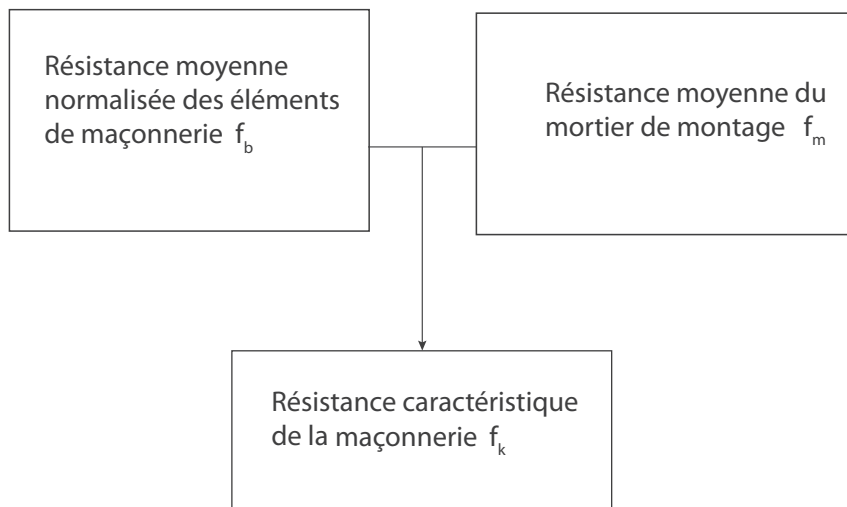 Résistance moyenne
normalisée des éléments
de maçonnerie f_b
Résistance moyenne du
mortier de montage f_m
Résistance caractéristique
de la maçonnerie f_k